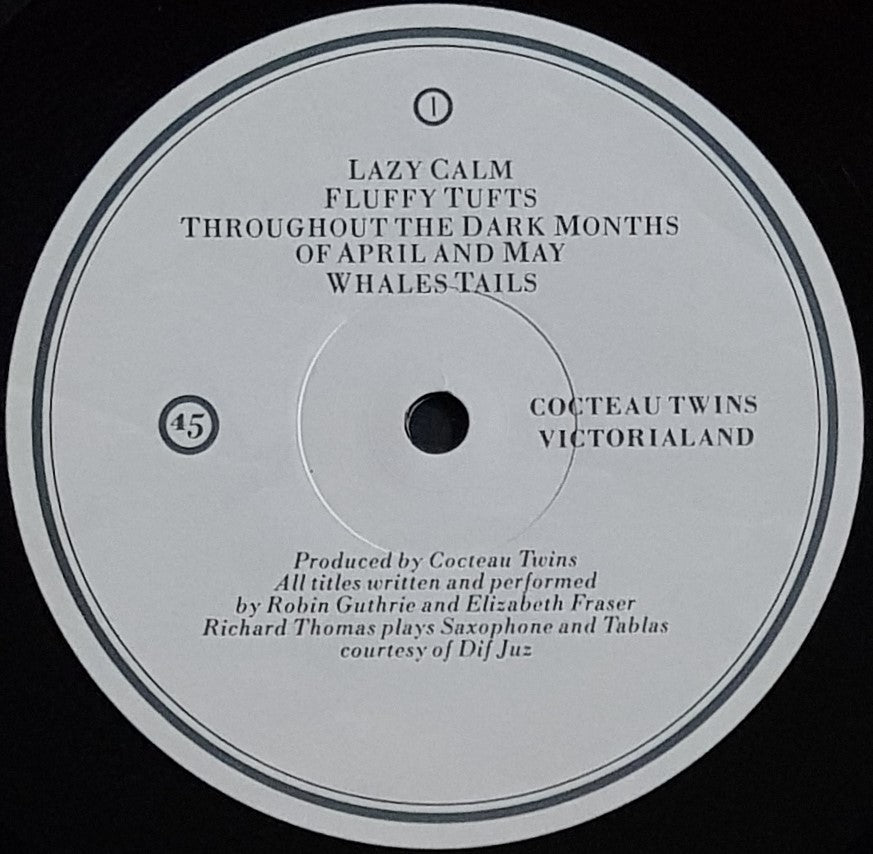 1
LAZY CALM
FLUFFY TUFTS
THROUGHOUT THE DARK MONTHS
OF APRIL AND MAY
WHALES TAILS
45
COCTEAU TWINS
VICTORIALAND
Produced by Cocteau Twins
All titles written and performed
by Robin Guthrie and Elizabeth Fraser
Richard Thomas plays Saxophone and Tablas
courtesy of Dif Juz